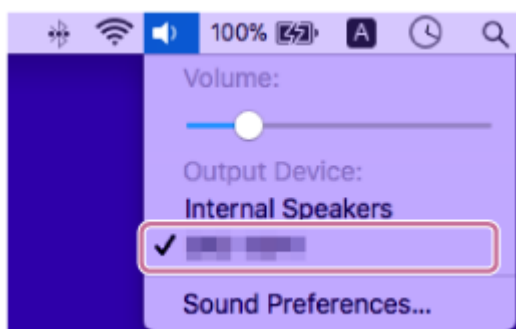 100% A
Volume:
Output Device:
Internal Speakers
Sound Preferences...